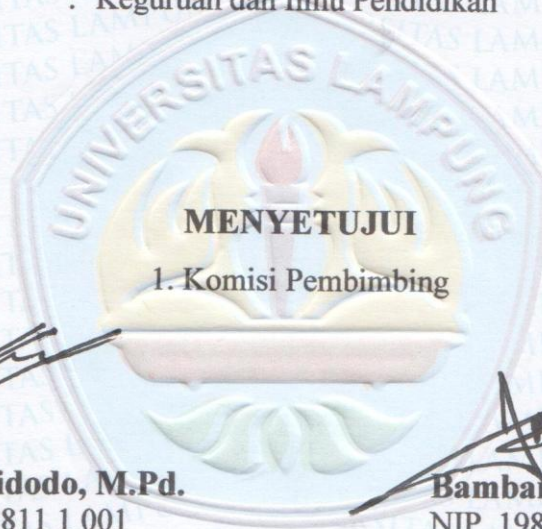 : Keguruan dan Ilmu Pendidikan
UNIVERSITAS LAMPUNG
MENYETUJUI
1. Komisi Pembimbing
idodo, M.Pd.
811 1 001
Bamba
NIP. 198